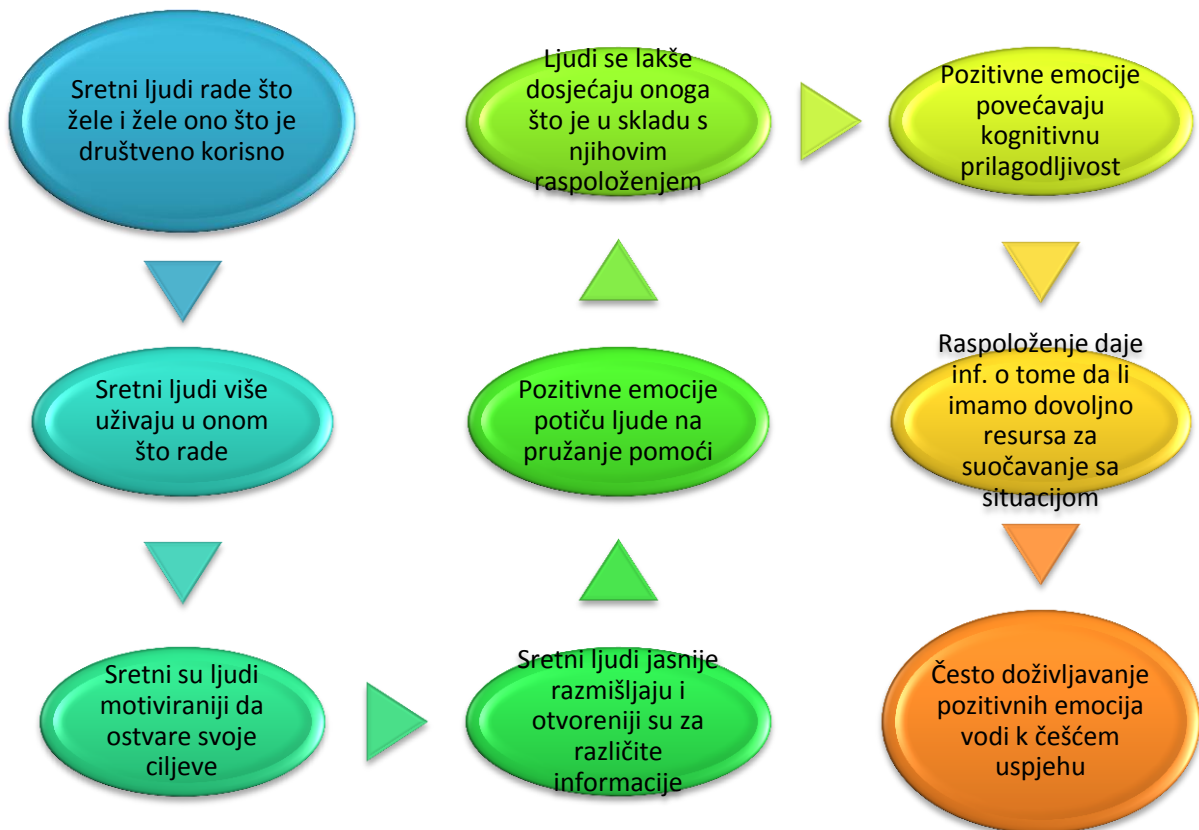 Sretni ljudi rade što
žele i žele ono što je
društveno korisno
Sretni ljudi više
uživaju u onom
što rade
Sretni su ljudi
motiviraniji da
ostvare svoje
ciljeve
Sretni ljudi jasnije
razmišljaju i
otvoreniji su za
različite
informacije
Pozitivne emocije
potiču ljude na
pružanje pomoći
Ljudi se lakše
dosjećaju onoga
što je u skladu s
njihovim
raspoloženjem
Pozitivne emocije
povećavaju
kognitivnu
prilagodljivost
Raspoloženje daje
inf. o tome da li
imamo dovoljno
resursa za
suočavanje sa
situacijom
Često doživljavanje
pozitivnih emocija
vodi k češćem
uspjehu